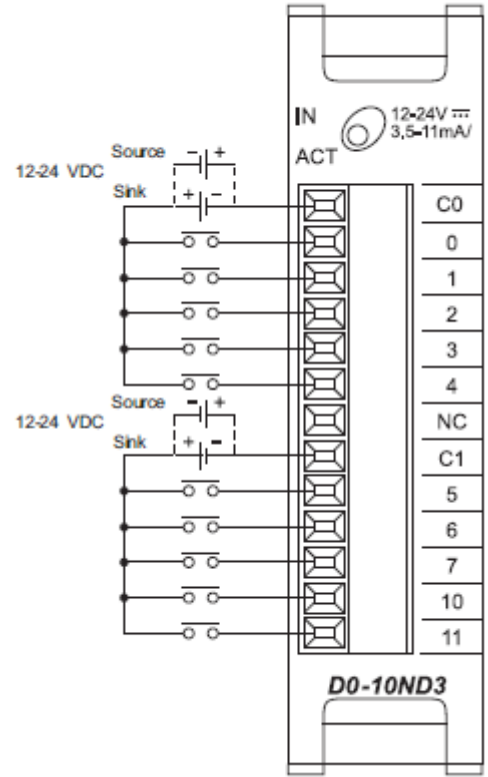 IN
12-24V ⎓
3,5-11mA/
ACT
Source - +
12-24 VDC
Sink + -
C0
0
1
2
3
4
Source - +
12-24 VDC
NC
Sink + -
C1
5
6
7
10
11
D0-10ND3